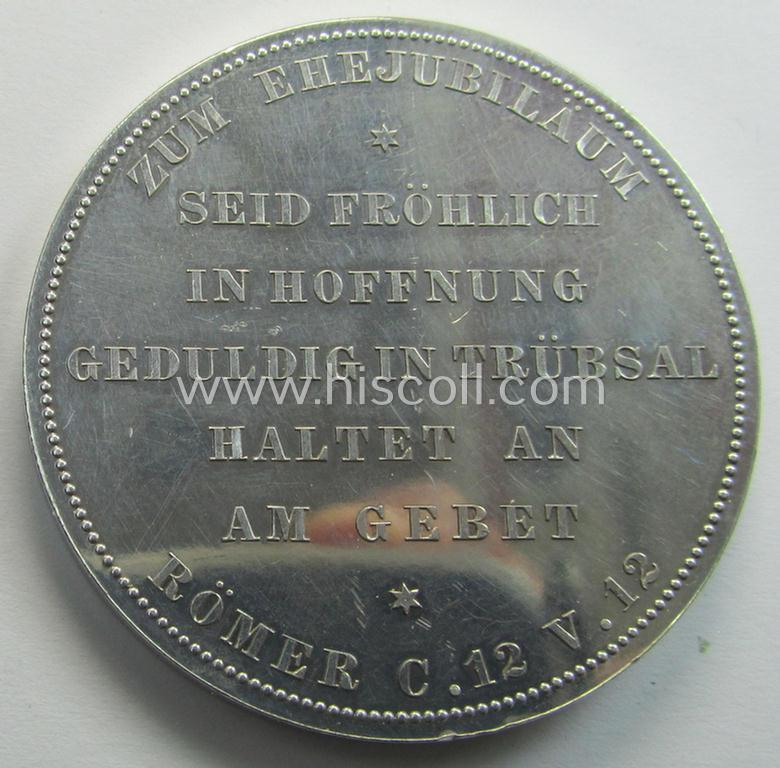 ZUM EHEJUBILÄUM
SEID FRÖHLICH
IN HOFFNUNG
GEDULDIG IN TRÜBSAL
www.hiscoll.com
HALTET AN
AM GEBET
RÖMER C. 12 V. 12